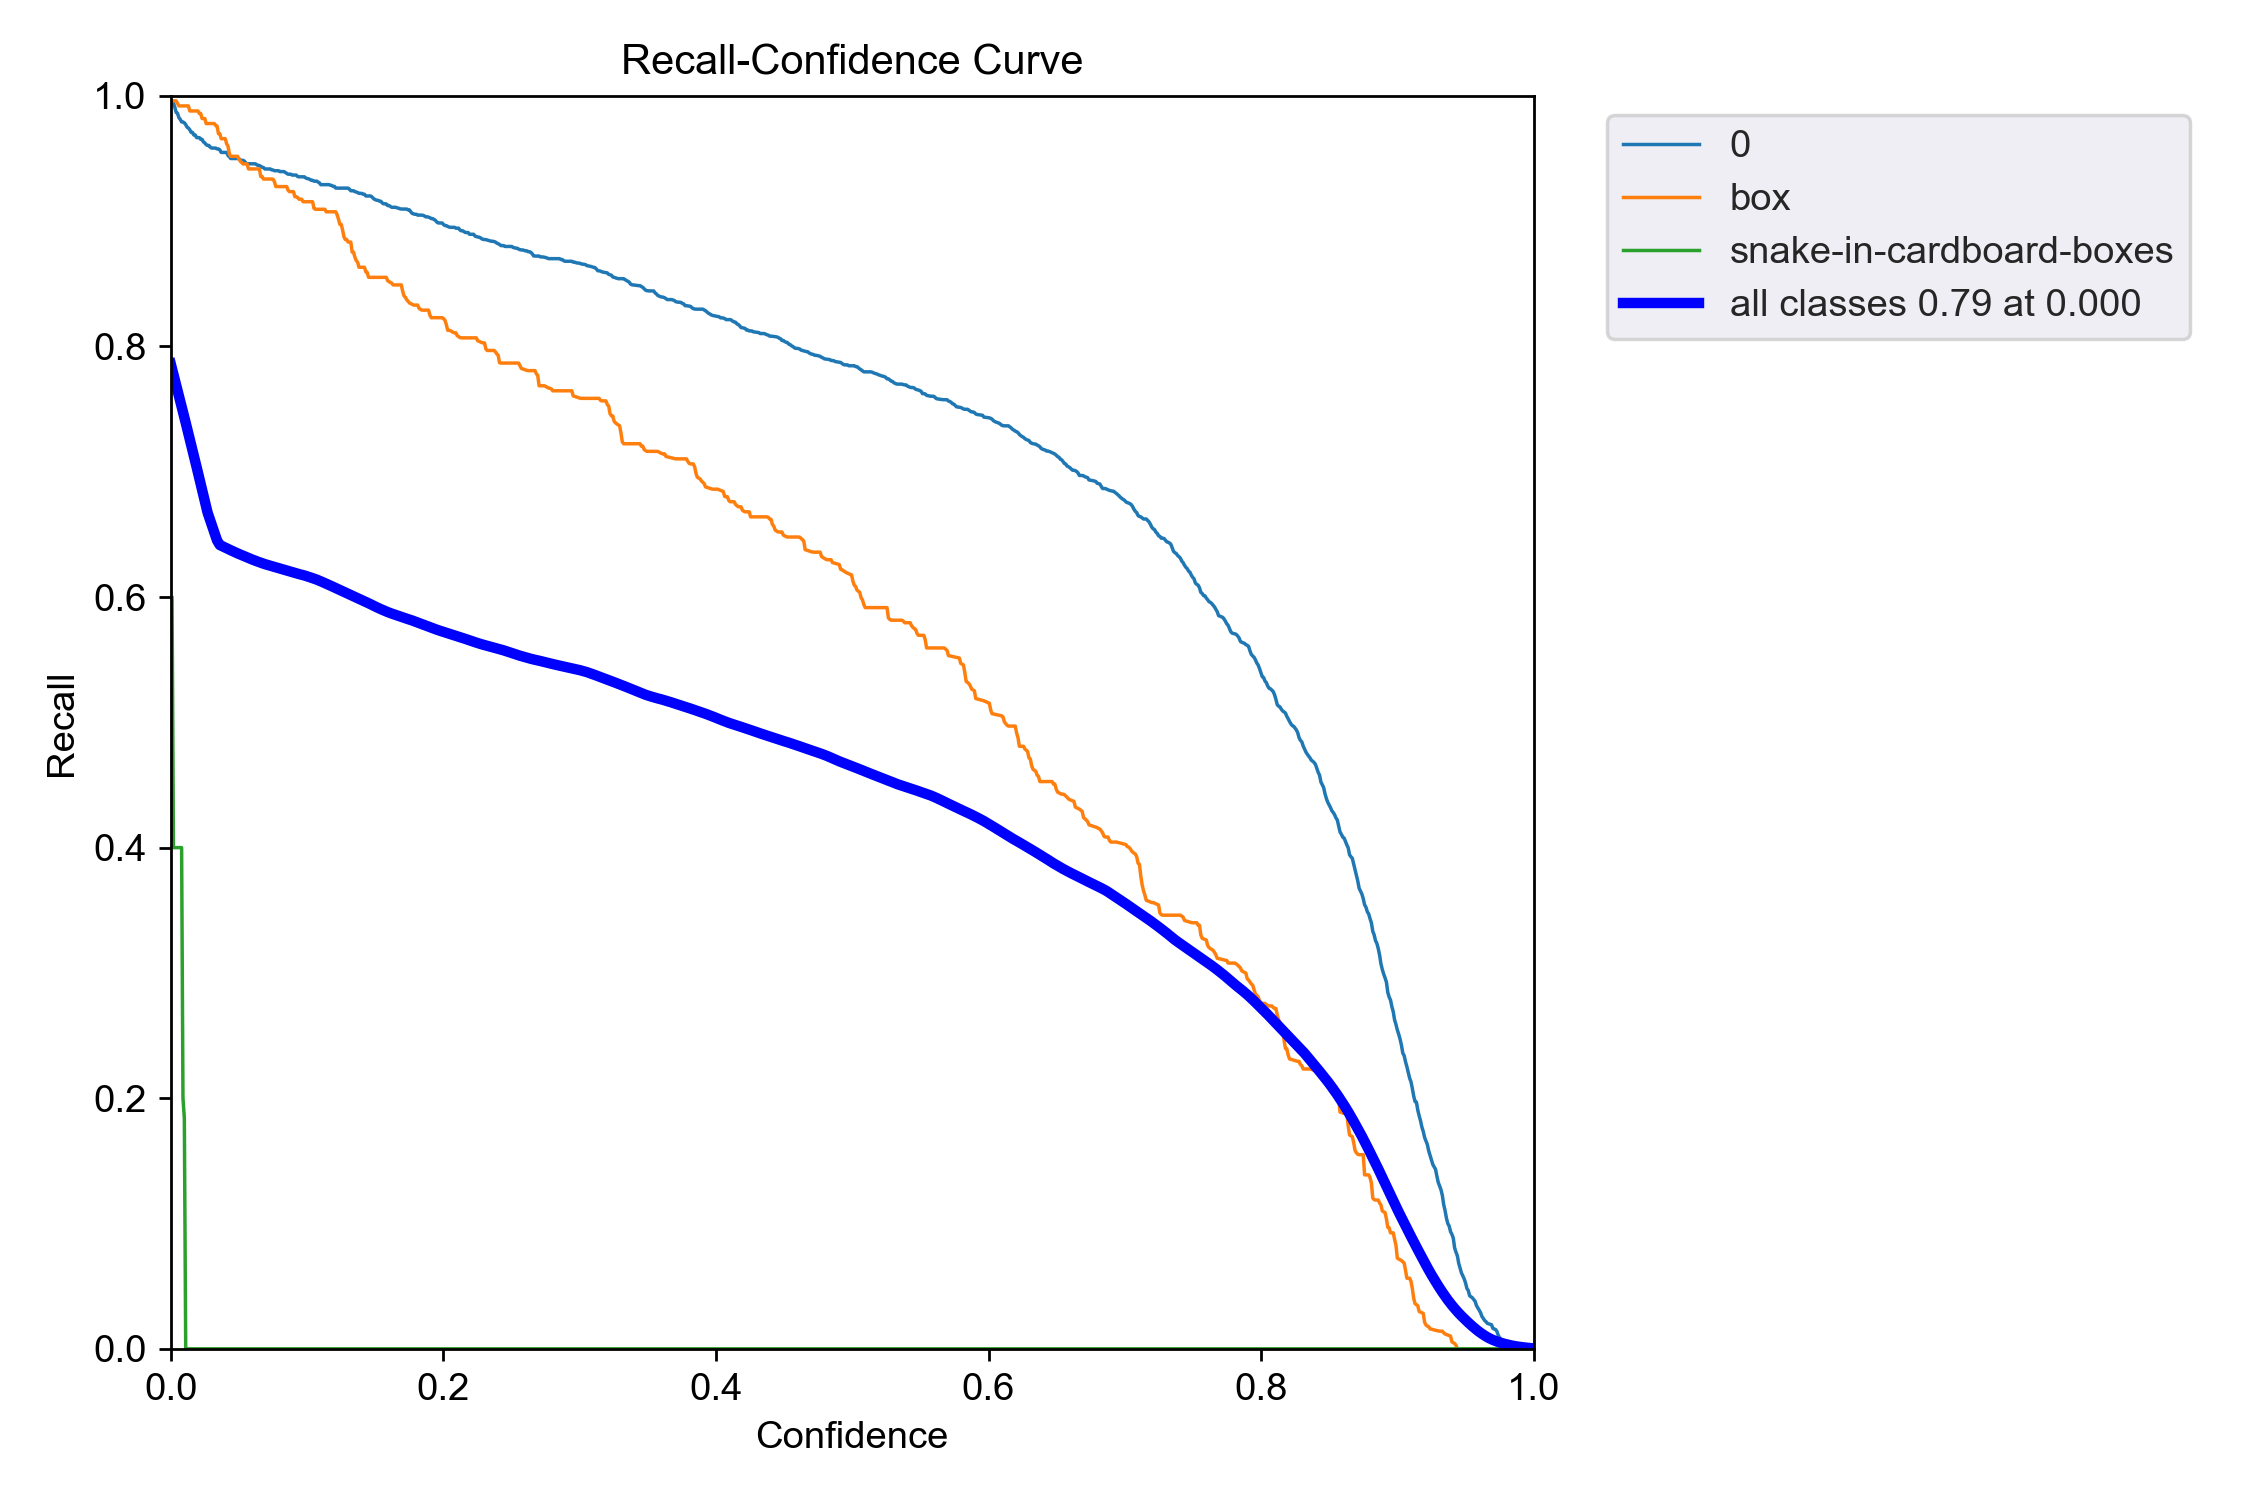 Recall-Confidence Curve
1.0
0.8
0.6
0.4
0.2
0.0
Recall
0.0 0.2 0.4 0.6 0.8 1.0
Confidence
0
box
snake-in-cardboard-boxes
all classes 0.79 at 0.000